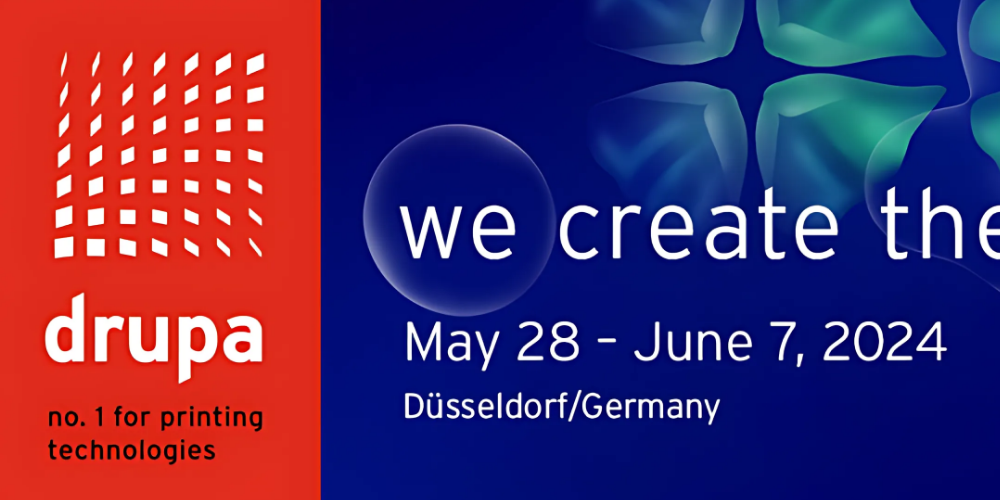 drupa
no. 1 for printing
technologies
we create the
May 28 – June 7, 2024
Düsseldorf/Germany